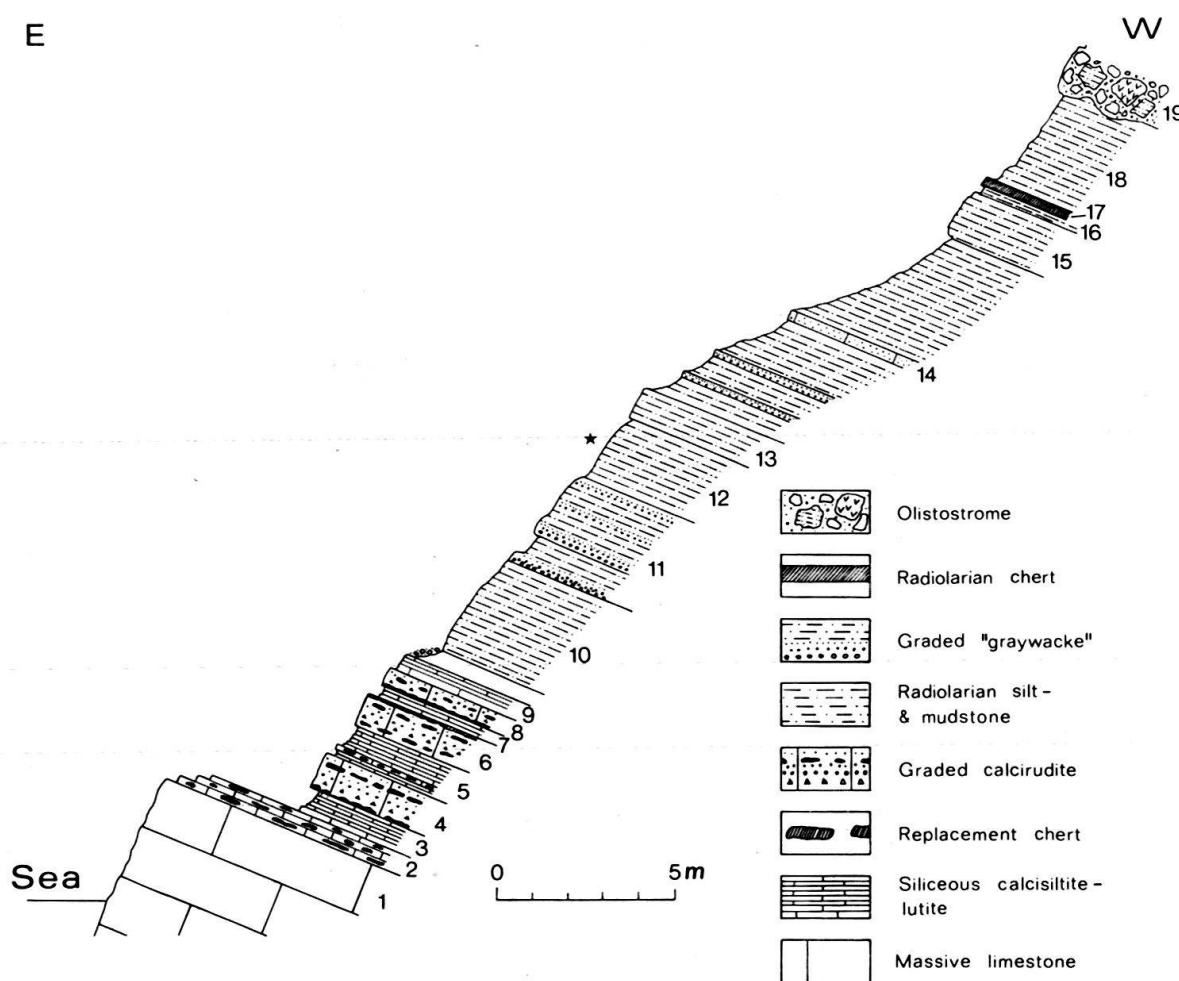 E
W
19
18
17
16
15
14
13
12
11
10
9
8
7
6
5
4
3
2
1
Sea
0 5m
Olistostrome
Radiolarian chert
Graded "graywacke"
Radiolarian silt-
& mudstone
Graded calcirudite
Replacement chert
Siliceous calcisiltite-
lutite
Massive limestone